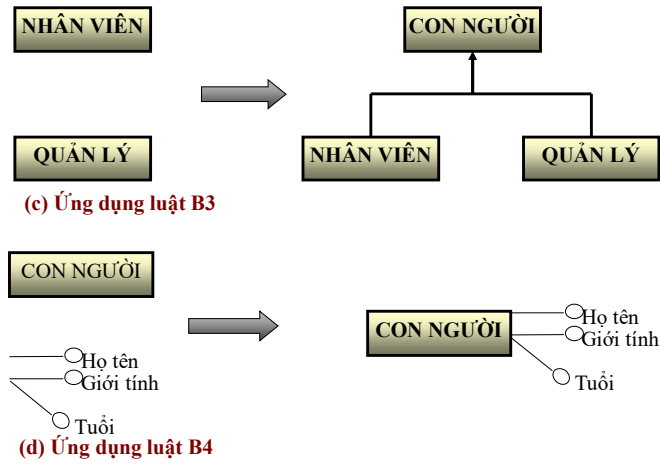 NHÂN VIÊN
CON NGƯỜI
QUẢN LÝ
NHÂN VIÊN
QUẢN LÝ
(c) Ứng dụng luật B3
CON NGƯỜI
Họ tên
Giới tính
Tuổi
CON NGƯỜI
Họ tên
Giới tính
Tuổi
(d) Ứng dụng luật B4